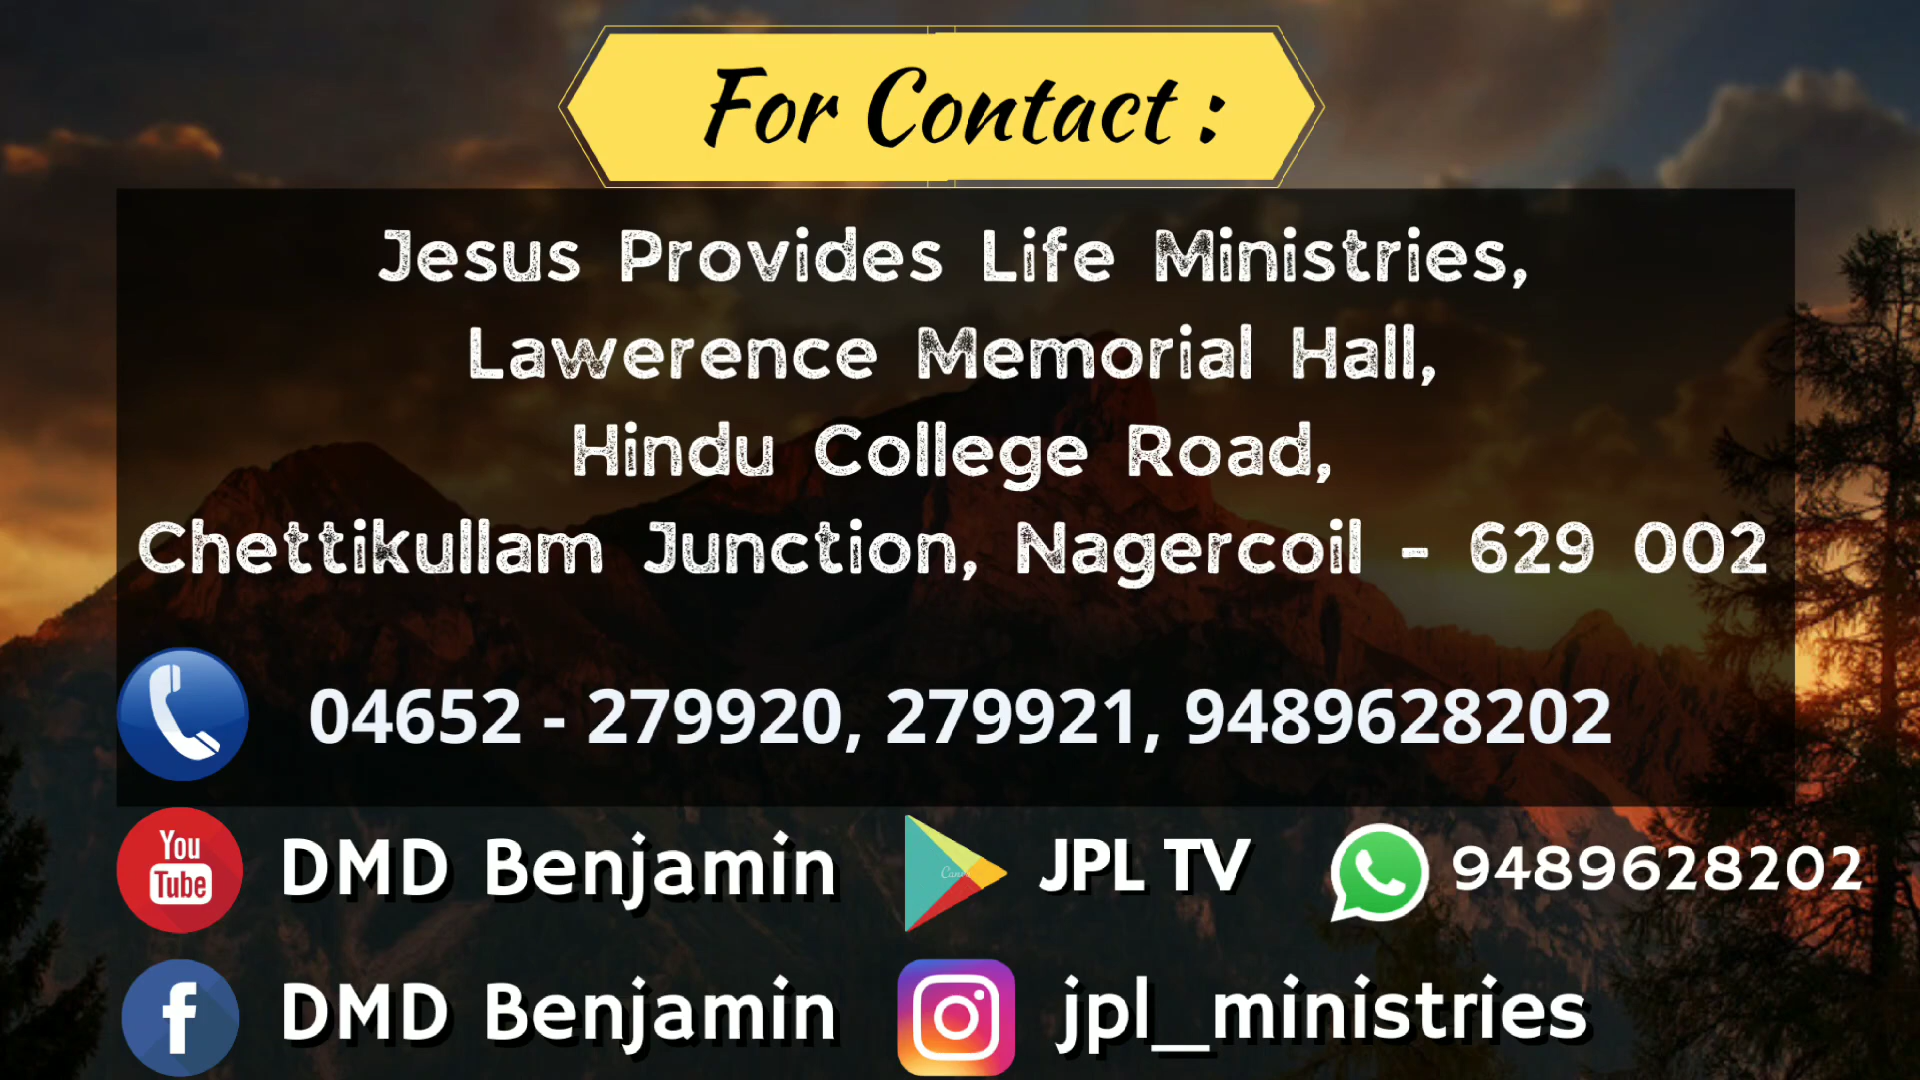 For Contact :
Jesus Provides Life Ministries,
Lawerence Memorial Hall,
Hindu College Road,
Chettikullam Junction, Nagercoil - 629 002
04652 - 279920, 279921, 9489628202
You Tube DMD Benjamin JPL TV 9489628202
f DMD Benjamin jpl_ministries